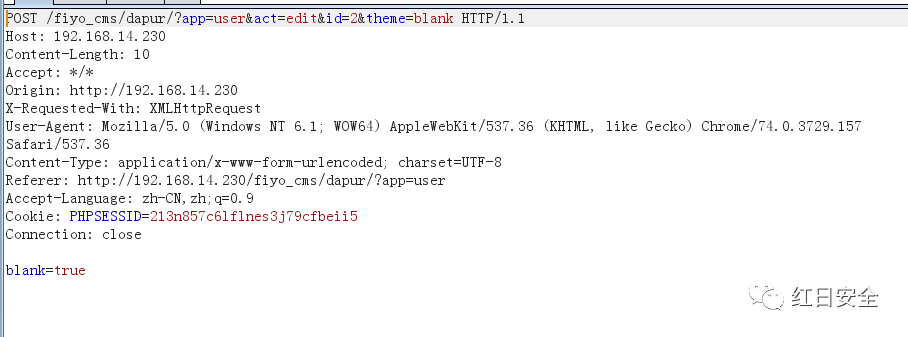 POST /fiyo_cms/dapur/?app=user&act=edit&id=2&theme=blank HTTP/1.1
Host: 192.168.14.230
Content-Length: 10
Accept: */*
Origin: http://192.168.14.230
X-Requested-With: XMLHttpRequest
User-Agent: Mozilla/5.0 (Windows NT 6.1; WOW64) AppleWebKit/537.36 (KHTML, like Gecko) Chrome/74.0.3729.157
Safari/537.36
Content-Type: application/x-www-form-urlencoded; charset=UTF-8
Referer: http://192.168.14.230/fiyo_cms/dapur/?app=user
Accept-Language: zh-CN,zh;q=0.9
Cookie: PHPSESSID=213n857c6lflnes3j79cfbeii5
Connection: close
blank=true
红日安全